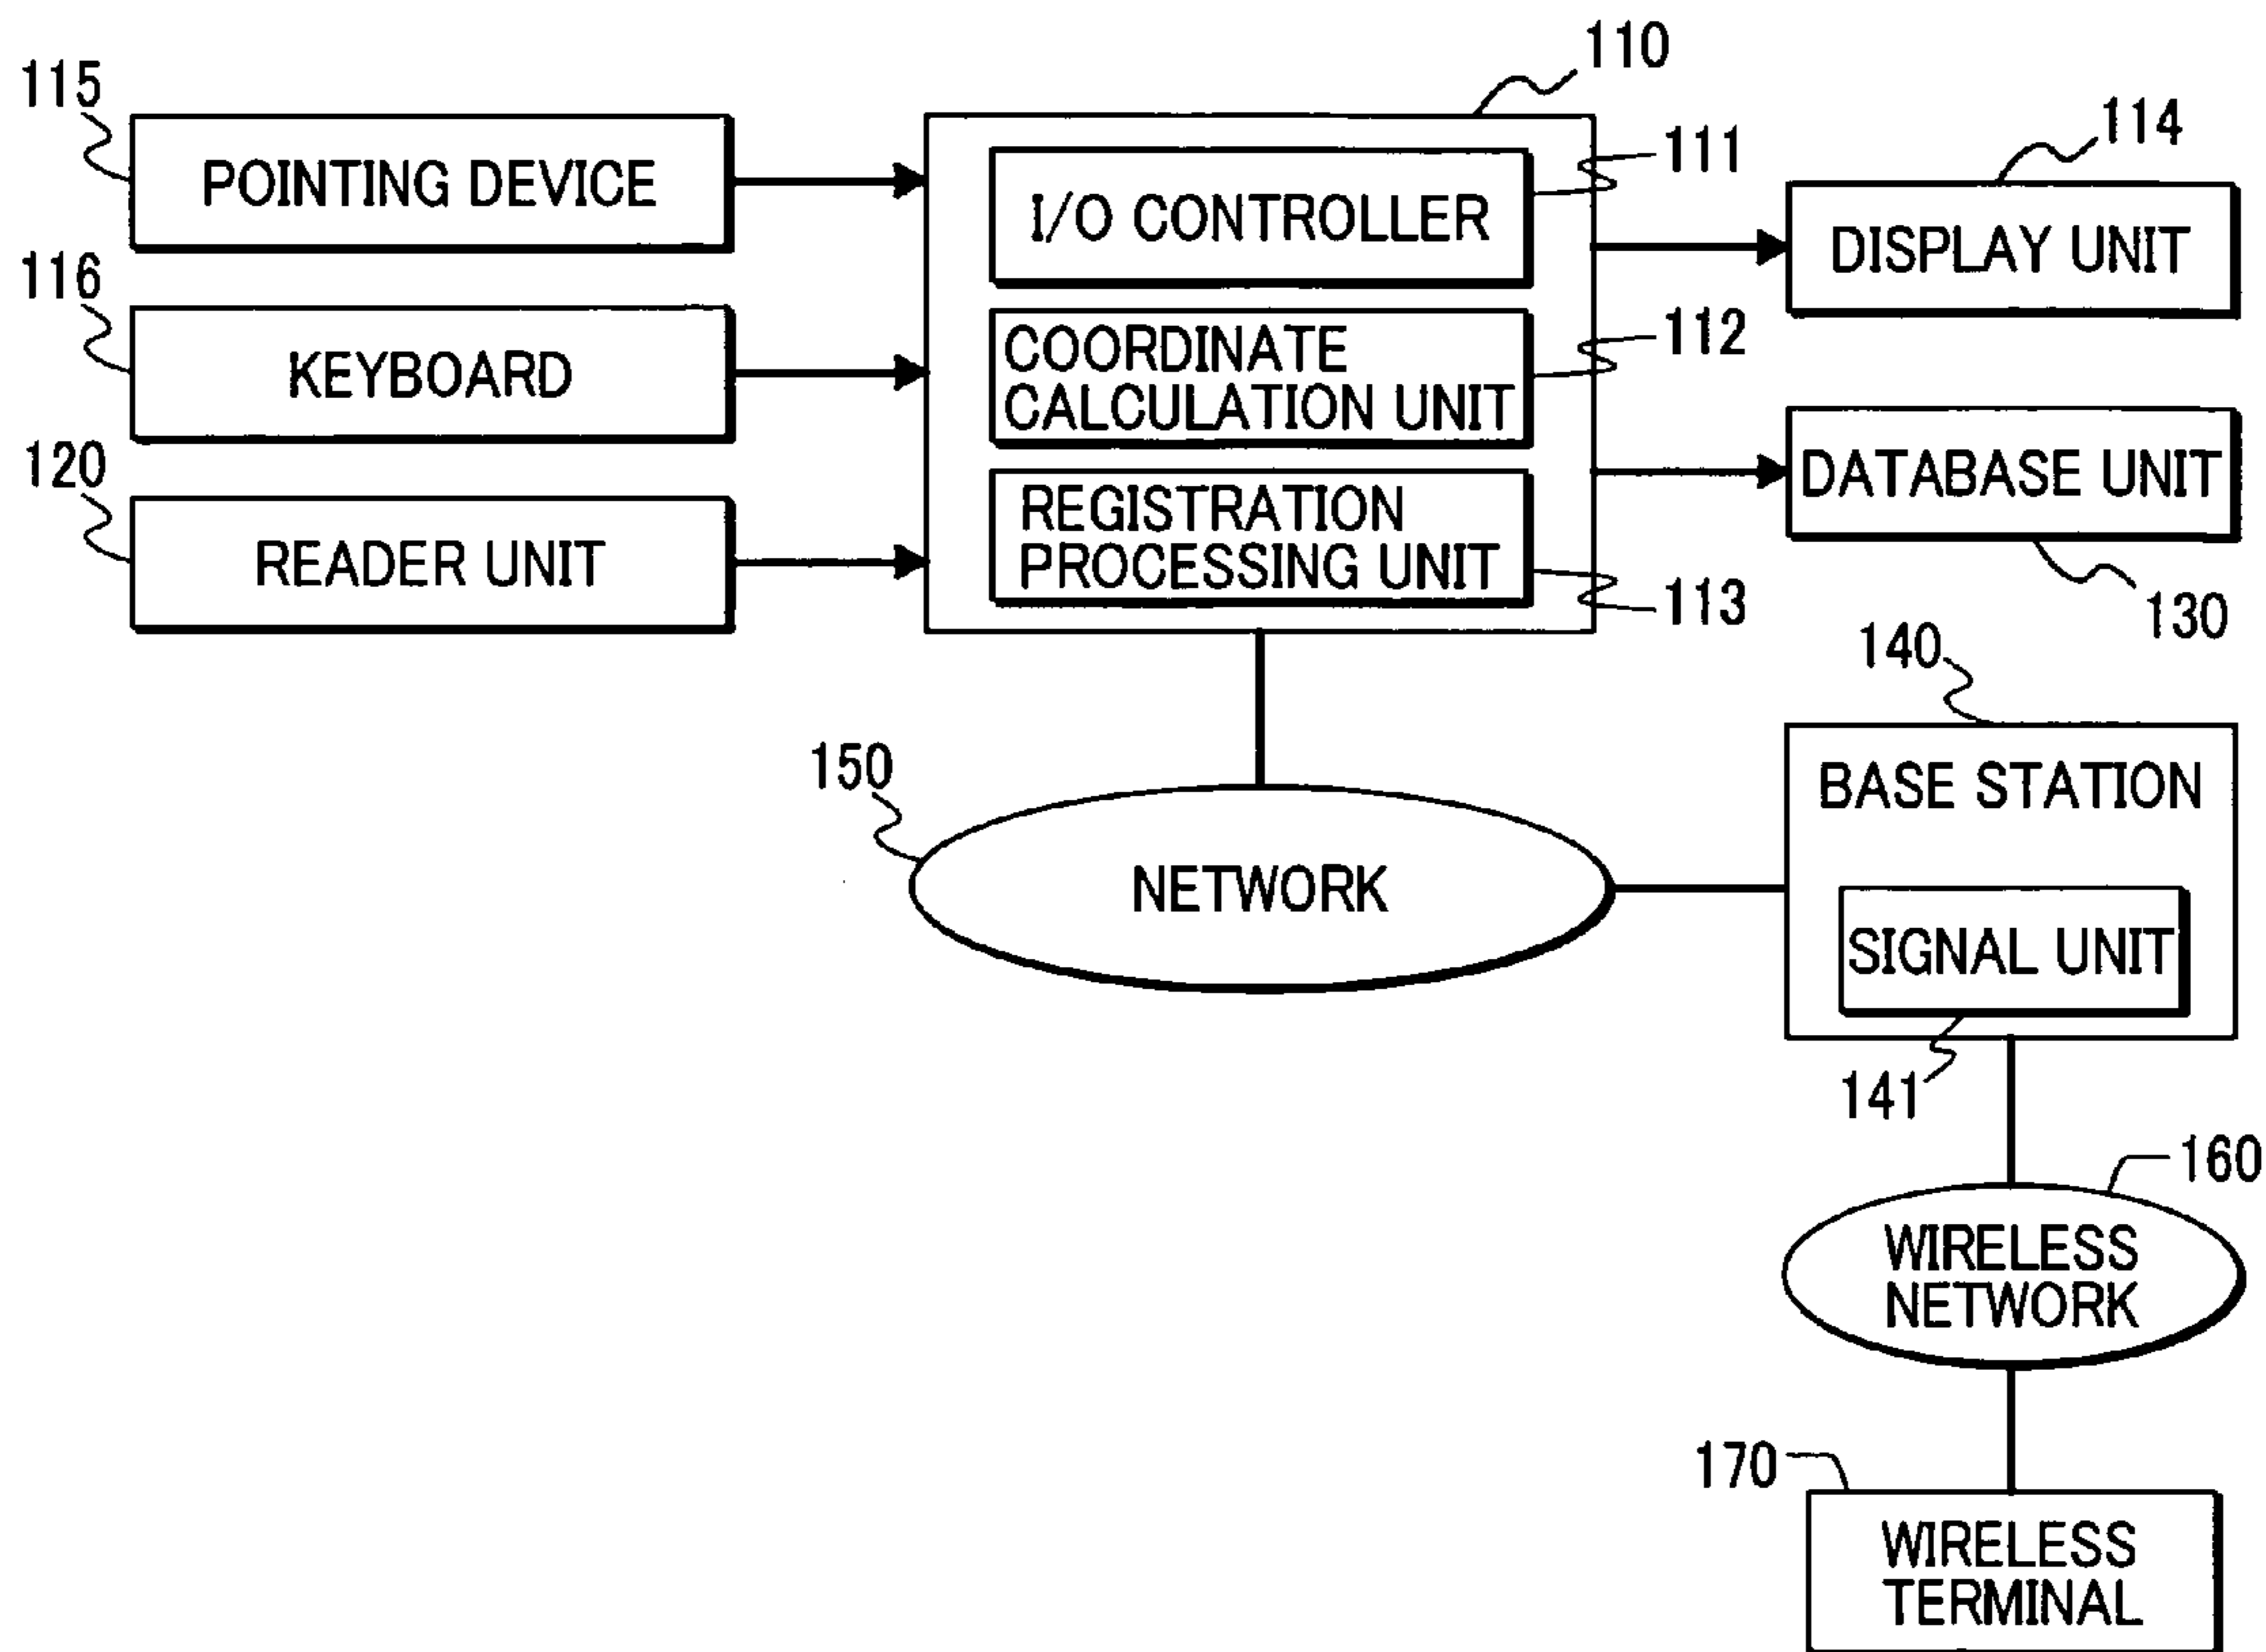 110
115
POINTING DEVICE
I/O CONTROLLER
111
114
DISPLAY UNIT
116
KEYBOARD
COORDINATE
CALCULATION UNIT
112
DATABASE UNIT
130
120
READER UNIT
REGISTRATION
PROCESSING UNIT
113
140
BASE STATION
SIGNAL UNIT
141
150
NETWORK
160
WIRELESS
NETWORK
170
WIRELESS
TERMINAL